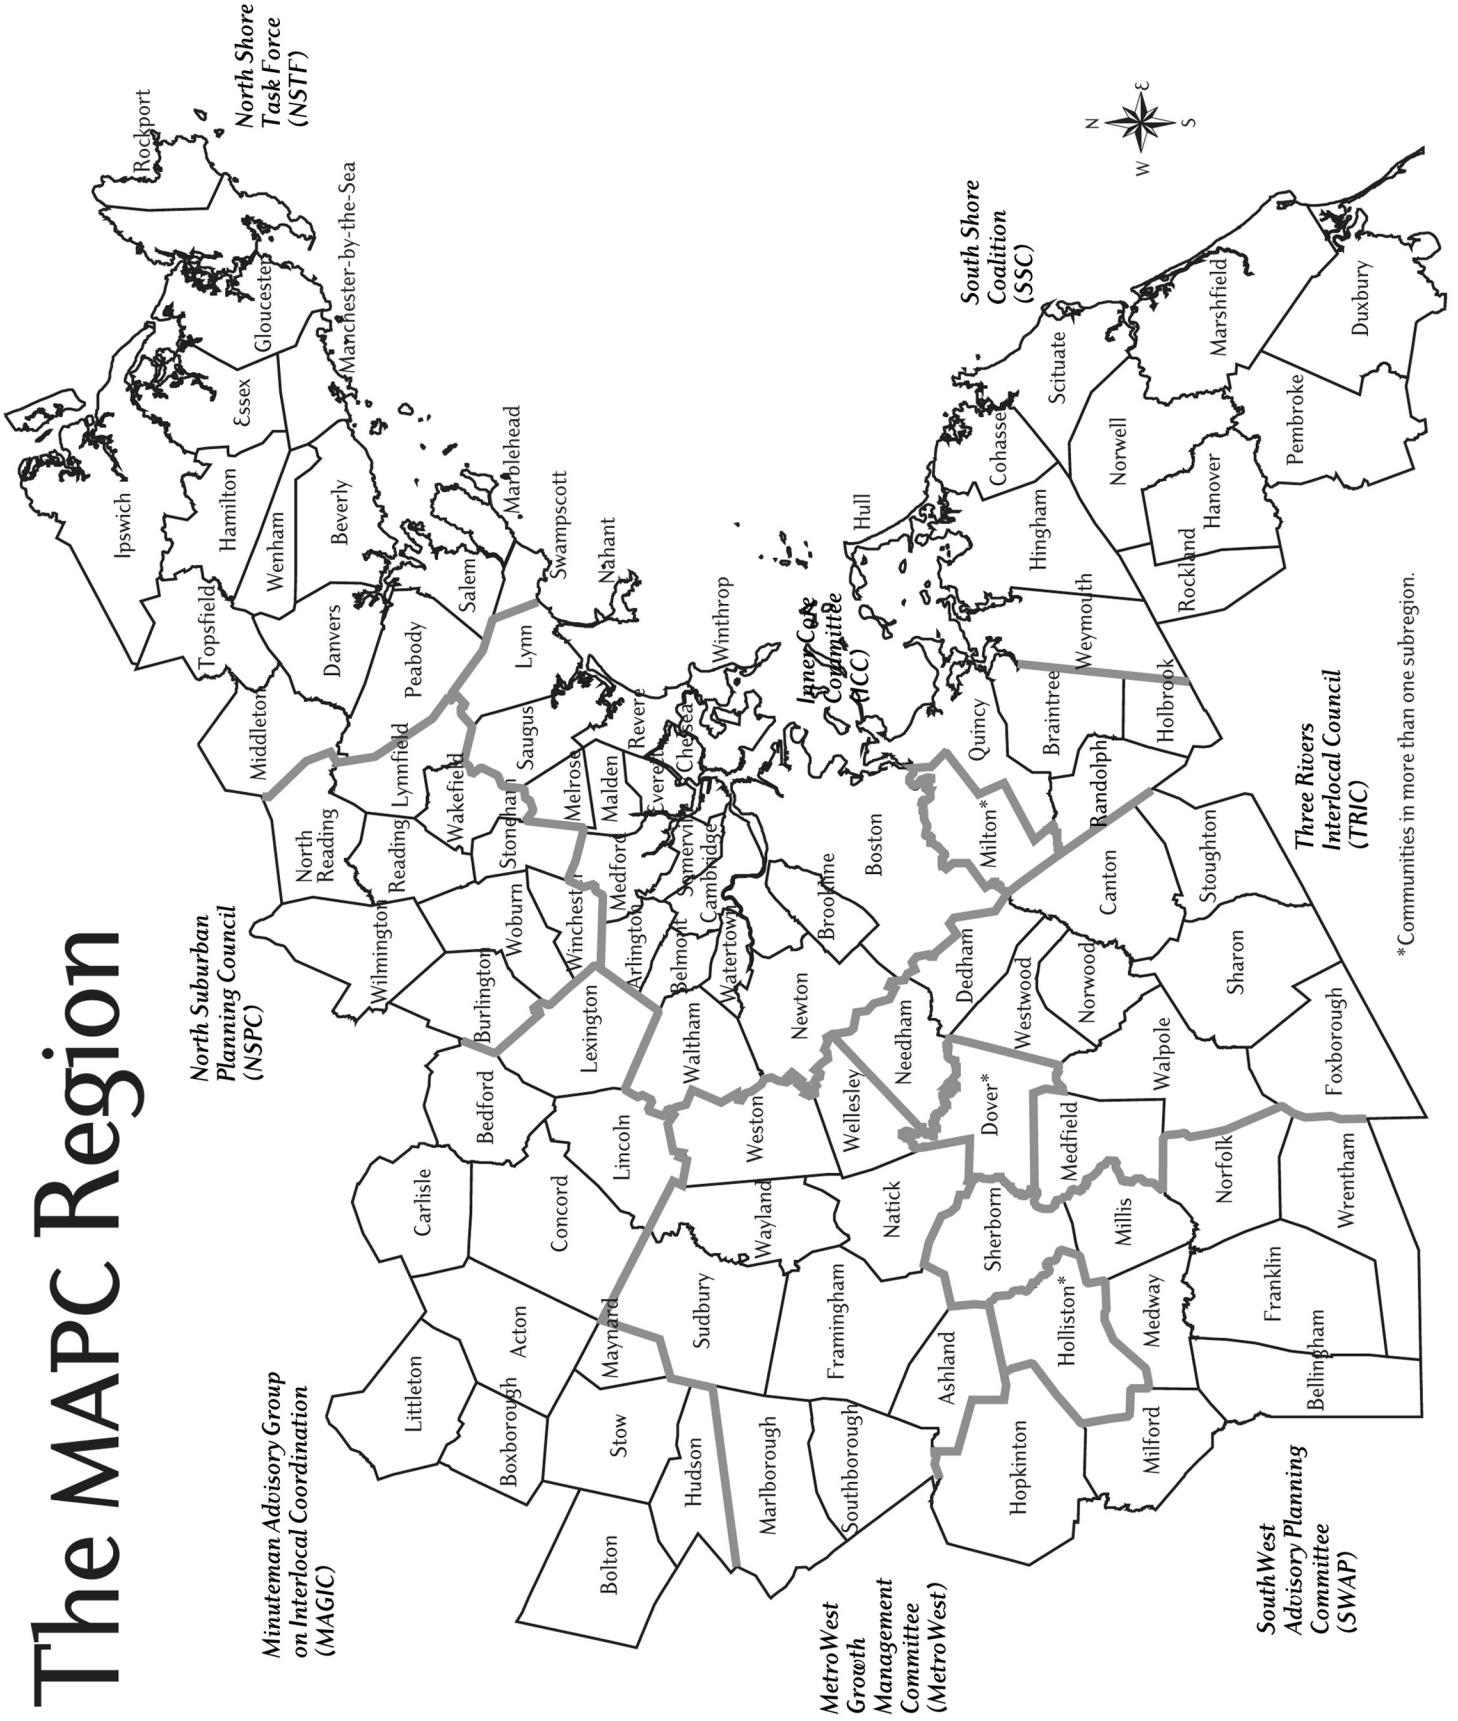 The MAPC Region
North Shore
Task Force
(NSTF)
Rockport
Gloucester
Manchester-by-the-Sea
Essex
Ipswich
Hamilton
Wenham
Beverly
Topsfield
Danvers
Middleton
Peabody
Salem
Marblehead
Swampscott
Nahant
Lynn
Lynnfield
North Suburban
Planning Council
(NSPC)
North
Reading
Reading
Wakefield
Stoneham
Wilmington
Woburn
Winchester
Burlington
Saugus
Melrose
Malden
Revere
Everett
Chelsea
Winthrop
Medford
Somerville
Cambridge
Arlington
Belmont
Watertown
Waltham
Newton
Brookline
Boston
Inner Core
Committee
(ICC)
Milton*
Quincy
Needham
Minuteman Advisory Group
on Interlocal Coordination
(MAGIC)
Lexington
Bedford
Lincoln
Carlisle
Concord
Acton
Littleton
Boxborough
Maynard
Stow
Hudson
Bolton
MetroWest
Growth
Management
Committee
(MetroWest)
Weston
Wellesley
Wayland
Natick
Sudbury
Framingham
Ashland
Marlborough
Southborough
SouthWest
Advisory Planning
Committee
(SWAP)
Dover*
Sherborn
Holliston*
Hopkinton
Milford
Medway
Millis
Norfolk
Wrentham
Franklin
Bellingham
Three Rivers
Interlocal Council
(TRIC)
Dedham
Westwood
Norwood
Medfield
Walpole
Foxborough
Sharon
Canton
Stoughton
Randolph
South Shore
Coalition
(SSC)
Hull
Cohasset
Scituate
Hingham
Norwell
Marshfield
Duxbury
Pembroke
Hanover
Rockland
Weymouth
Braintree
Holbrook
N
E
S
W
*Communities in more than one subregion.